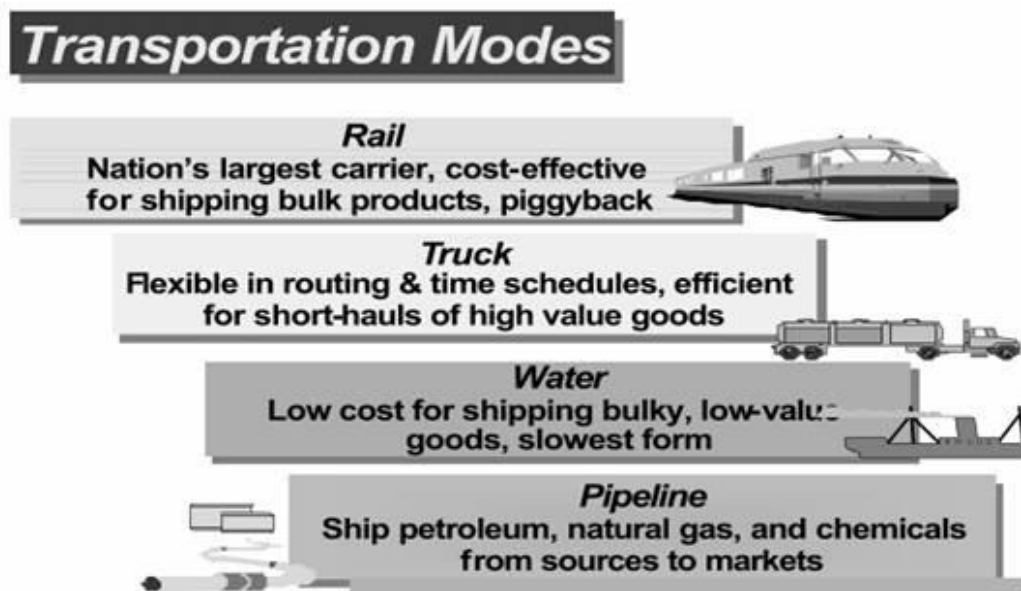 Transportation Modes
Rail
Nation's largest carrier, cost-effective
for shipping bulk products, piggyback
Truck
Flexible in routing & time schedules, efficient
for short-hauls of high value goods
Water
Low cost for shipping bulky, low-value
goods, slowest form
Pipeline
Ship petroleum, natural gas, and chemicals
from sources to markets